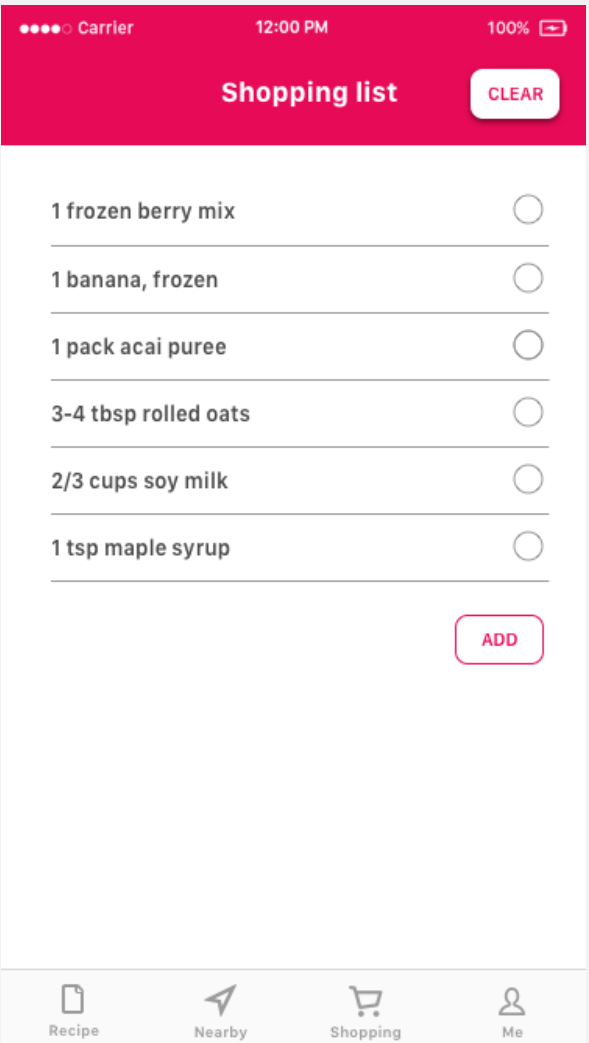 Carrier 12:00 PM 100%
Shopping list CLEAR
1 frozen berry mix
1 banana, frozen
1 pack acai puree
3-4 tbsp rolled oats
2/3 cups soy milk
1 tsp maple syrup
ADD
Recipe Nearby Shopping Me